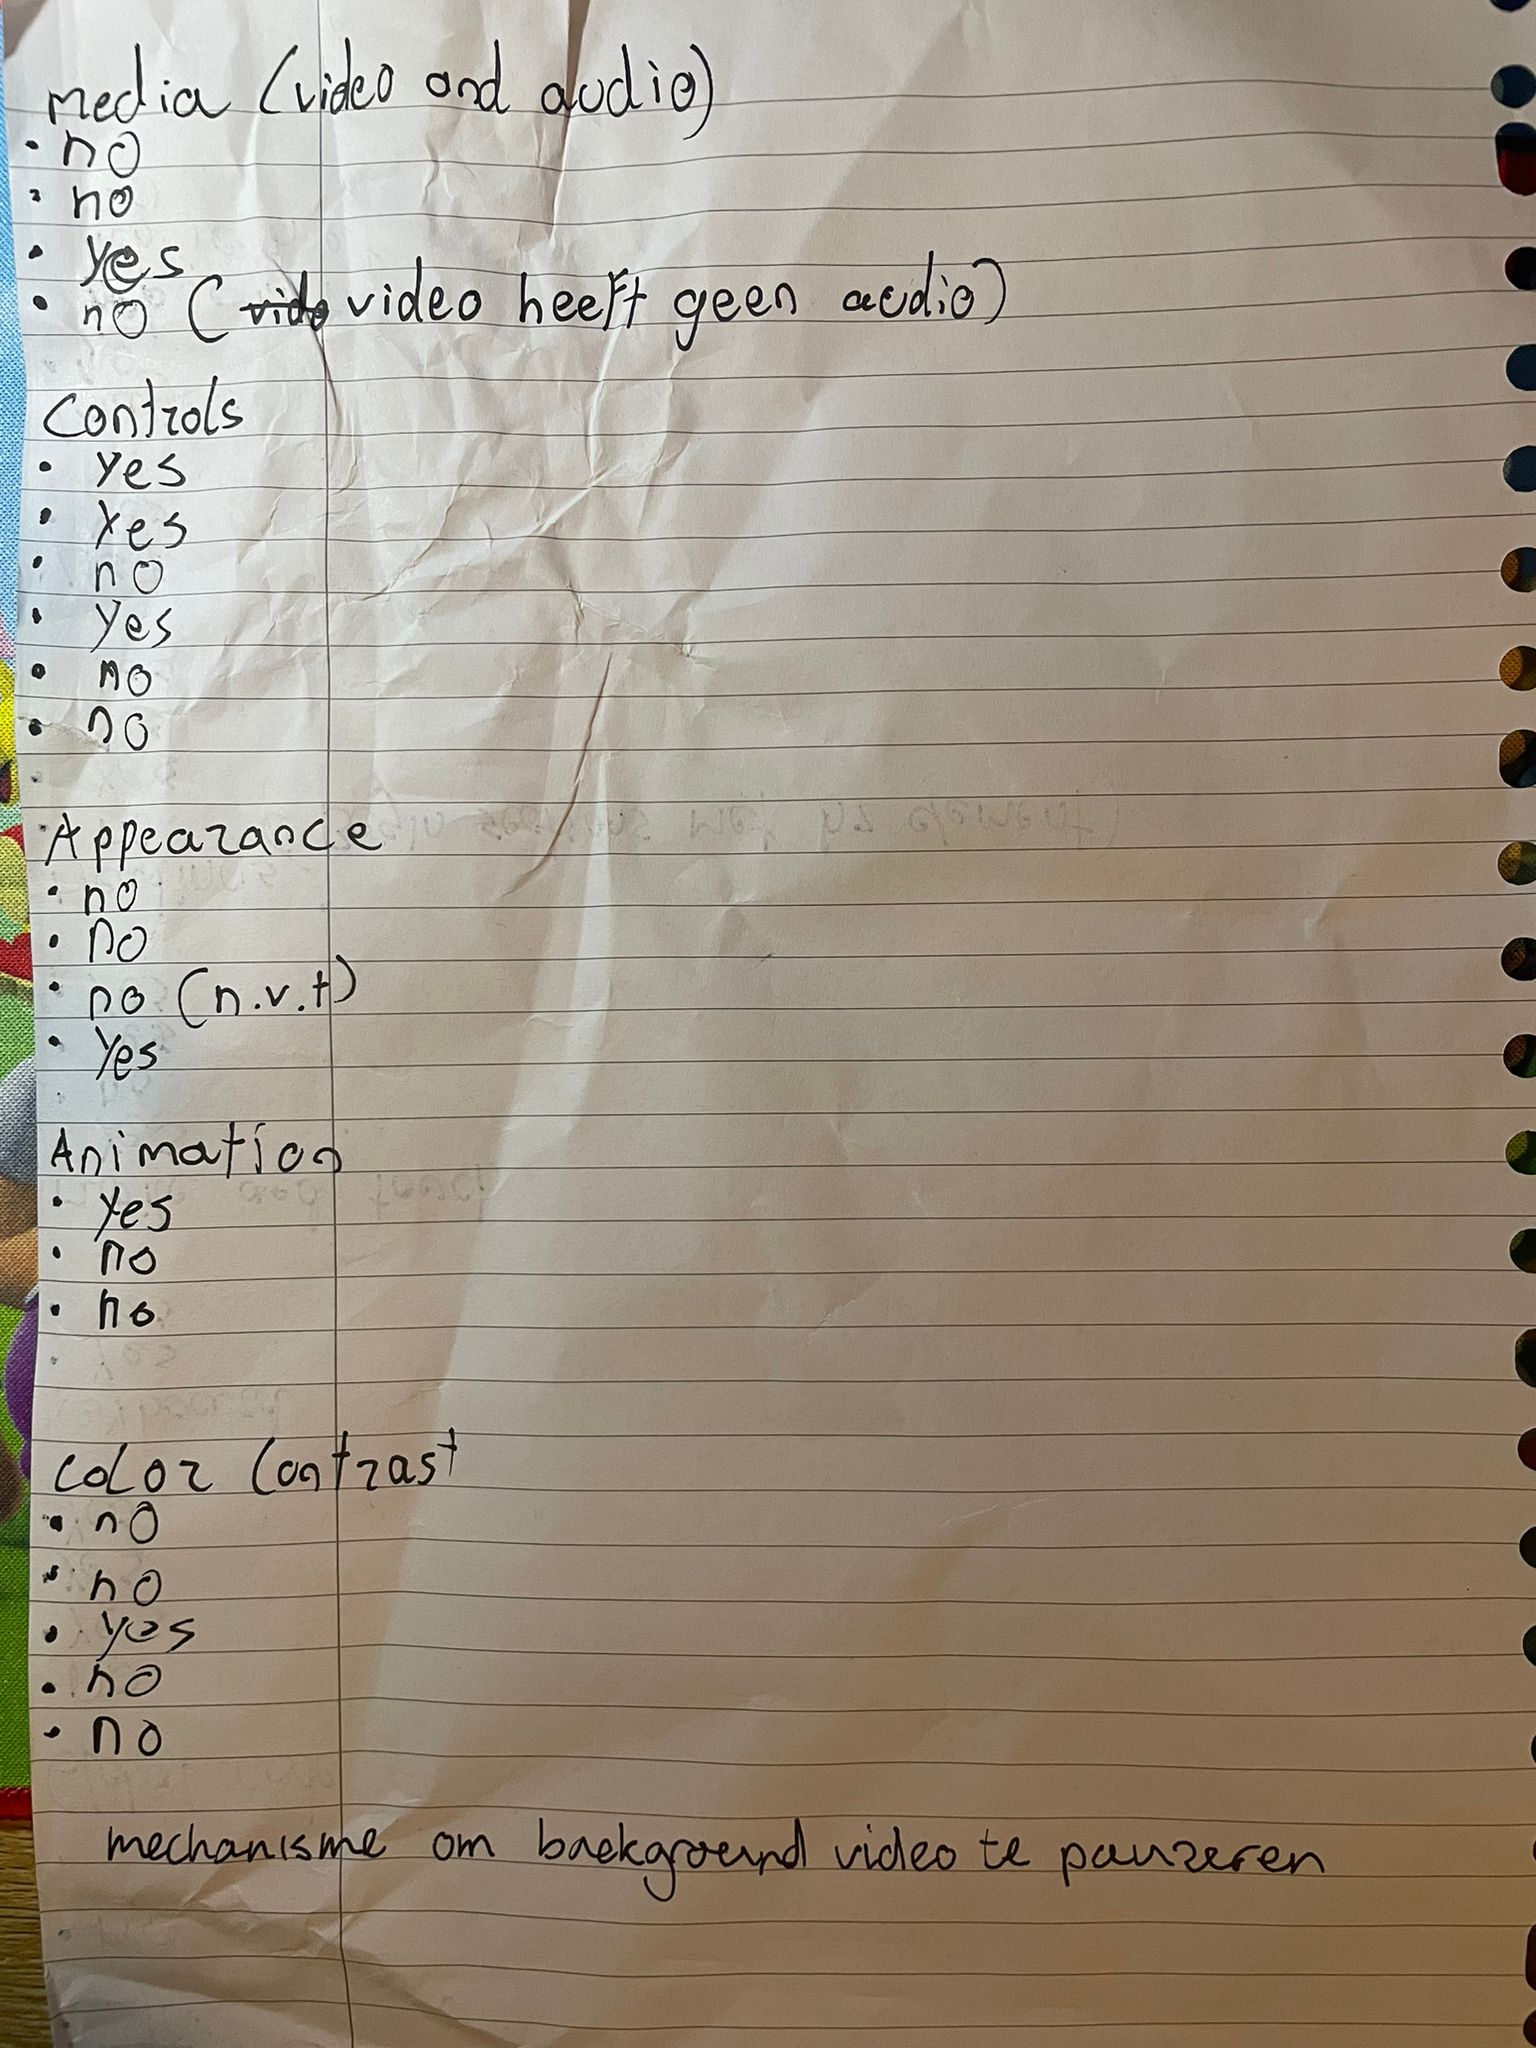 media (video and audio)
• no
• no
• yes
• no (vido video heeft geen audio)
Controls
• yes
• yes
• no
• yes
• no
• no
Appearance
• no
• no
• no (n.v.t)
• yes
Animation
• yes
• no
• no
color contrast
• no
• no
• yes
• no
• no
mechanisme om background video te pauzeren